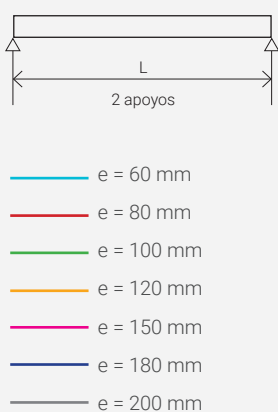 L
2 apoyos
e = 60 mm
e = 80 mm
e = 100 mm
e = 120 mm
e = 150 mm
e = 180 mm
e = 200 mm